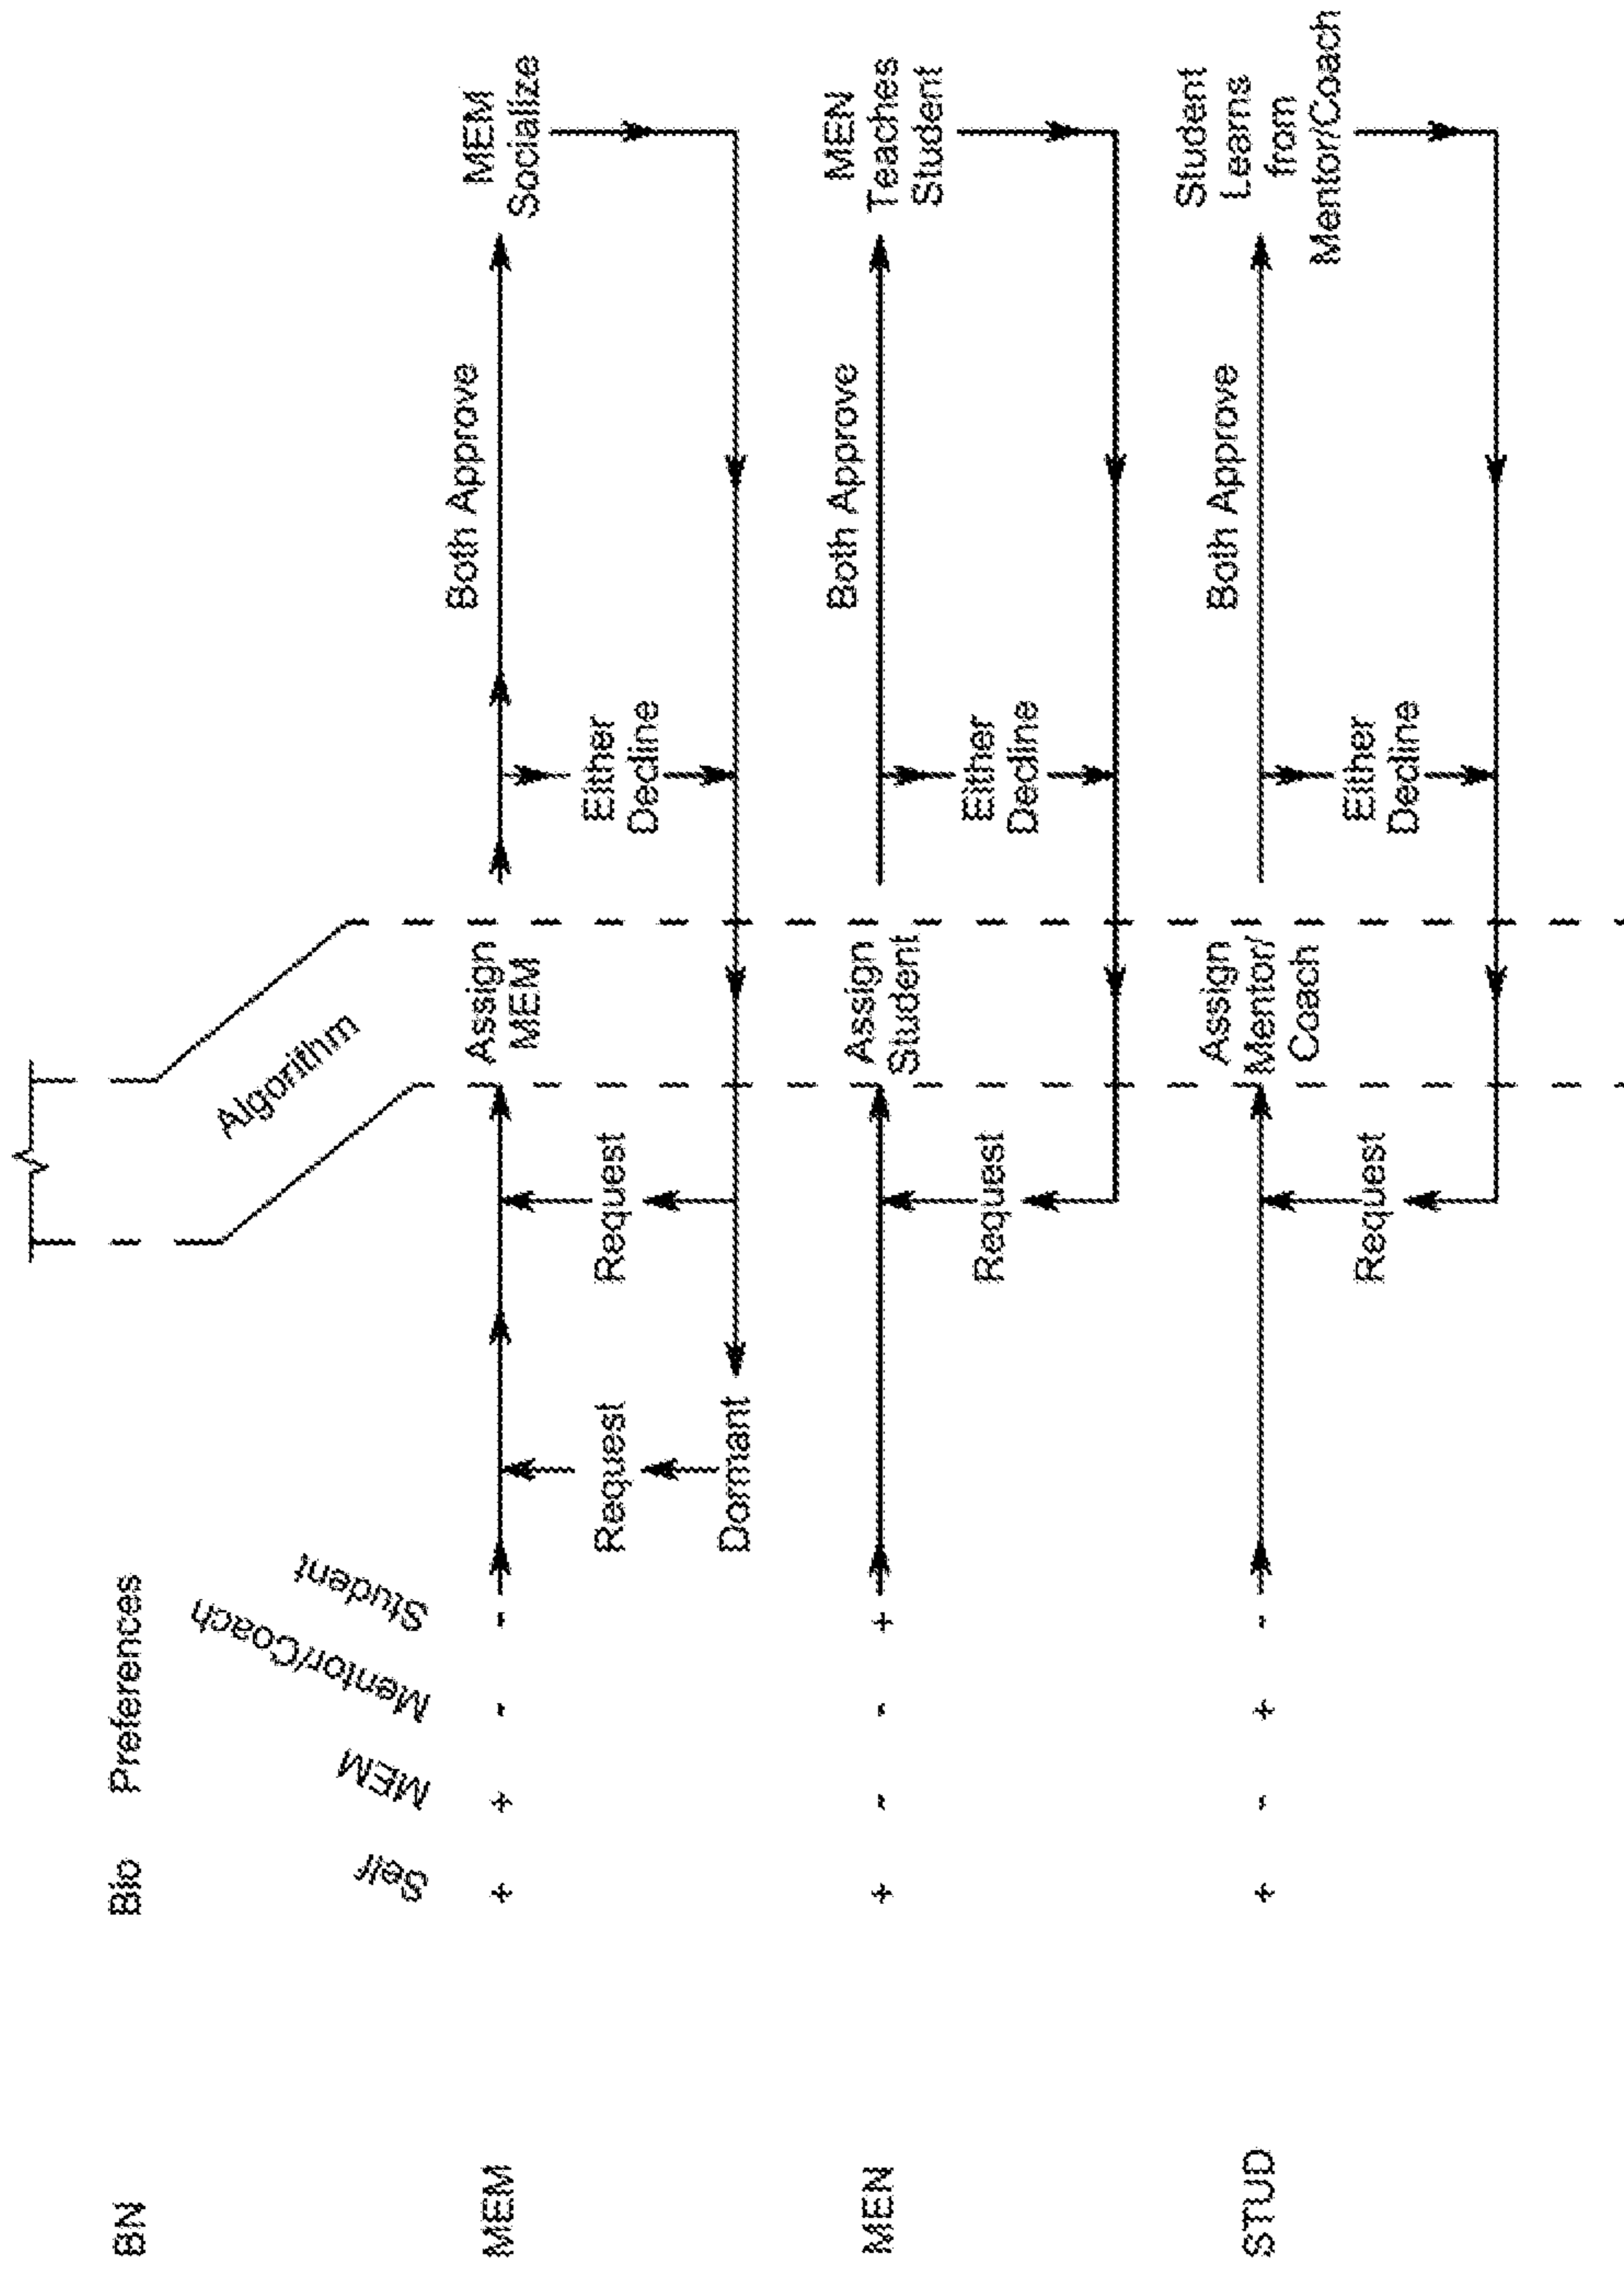 BN
Bio
Preferences
Self
MEM
Mentor/Coach
Student
Algorithm
MEM
+
+
-
-
Request
Dormant
Request
Assign
MEM
Either
Decline
Both Approve
MEM
Socialize
MEN
+
-
-
+
Request
Assign
Student
Either
Decline
Both Approve
MEN
Teaches
Student
STUD
+
-
+
-
Request
Assign
Mentor/
Coach
Either
Decline
Both Approve
Student
Learns
from
Mentor/Coach